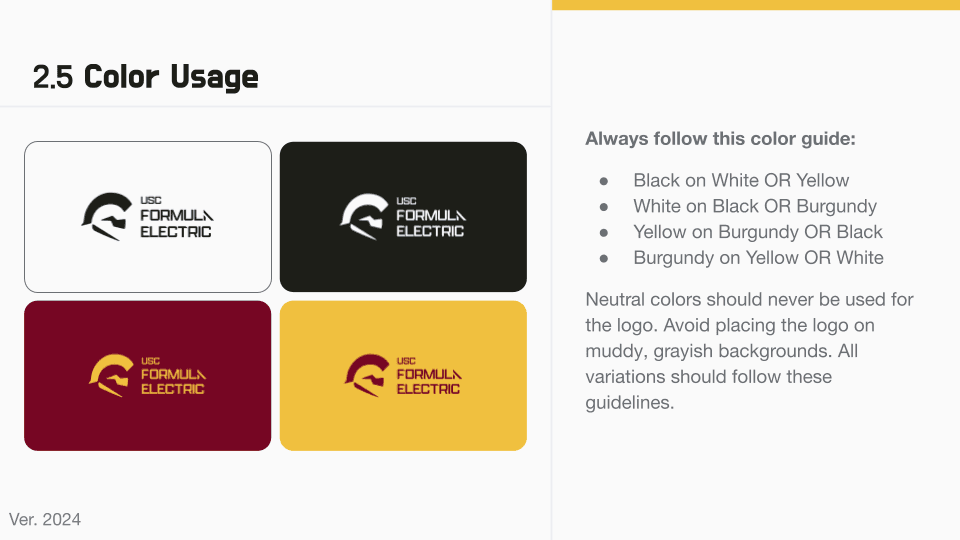 2.5 Color Usage
USC
FORMULA
ELECTRIC
USC
FORMULA
ELECTRIC
USC
FORMULA
ELECTRIC
USC
FORMULA
ELECTRIC
Ver. 2024
Always follow this color guide:
● Black on White OR Yellow
● White on Black OR Burgundy
● Yellow on Burgundy OR Black
● Burgundy on Yellow OR White
Neutral colors should never be used for
the logo. Avoid placing the logo on
muddy, grayish backgrounds. All
variations should follow these
guidelines.